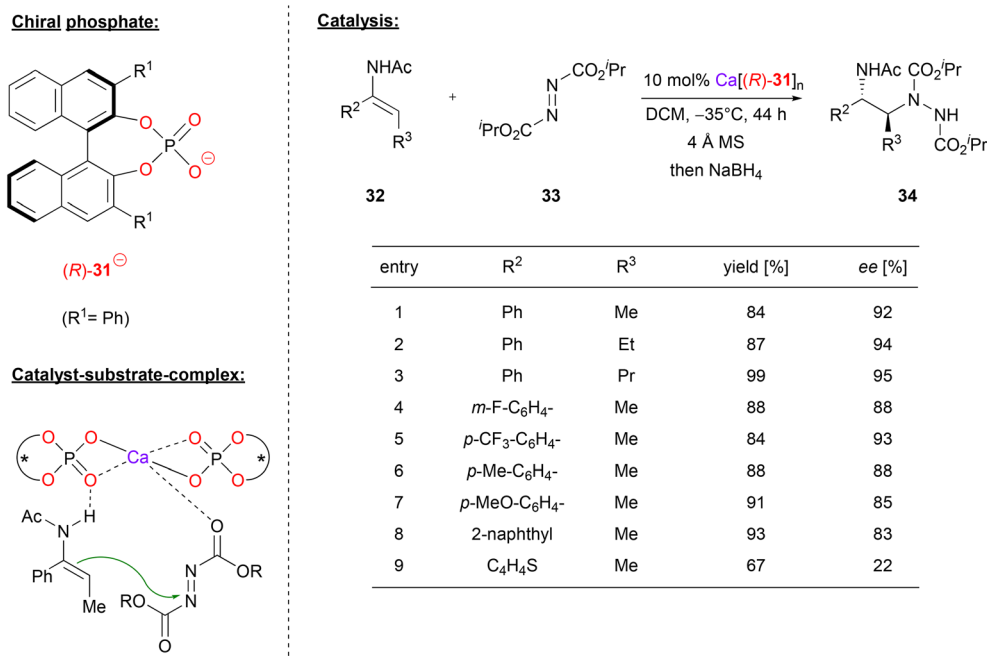 Chiral phosphate:
R¹
O
O
P
O
O
⊖
R¹
(R)-31⊖
(R¹= Ph)
Catalyst-substrate-complex:
*
O
O
P
O
O
Ca
O
O
P
O
O
*
Ac
H
N
Ph
Me
O
OR
N
N
RO
O
Catalysis:
NHAc
R²
R³
32
+
CO₂ⁱPr
N
N
ⁱPrO₂C
33
10 mol% Ca[(R)-31]ₙ
DCM, −35°C, 44 h
4 Å MS
then NaBH₄
NHAc
CO₂ⁱPr
N
NH
R²
R³
CO₂ⁱPr
34
entry R² R³ yield [%] ee [%]
1 Ph Me 84 92
2 Ph Et 87 94
3 Ph Pr 99 95
4 m-F-C₆H₄- Me 88 88
5 p-CF₃-C₆H₄- Me 84 93
6 p-Me-C₆H₄- Me 88 88
7 p-MeO-C₆H₄- Me 91 85
8 2-naphthyl Me 93 83
9 C₄H₄S Me 67 22